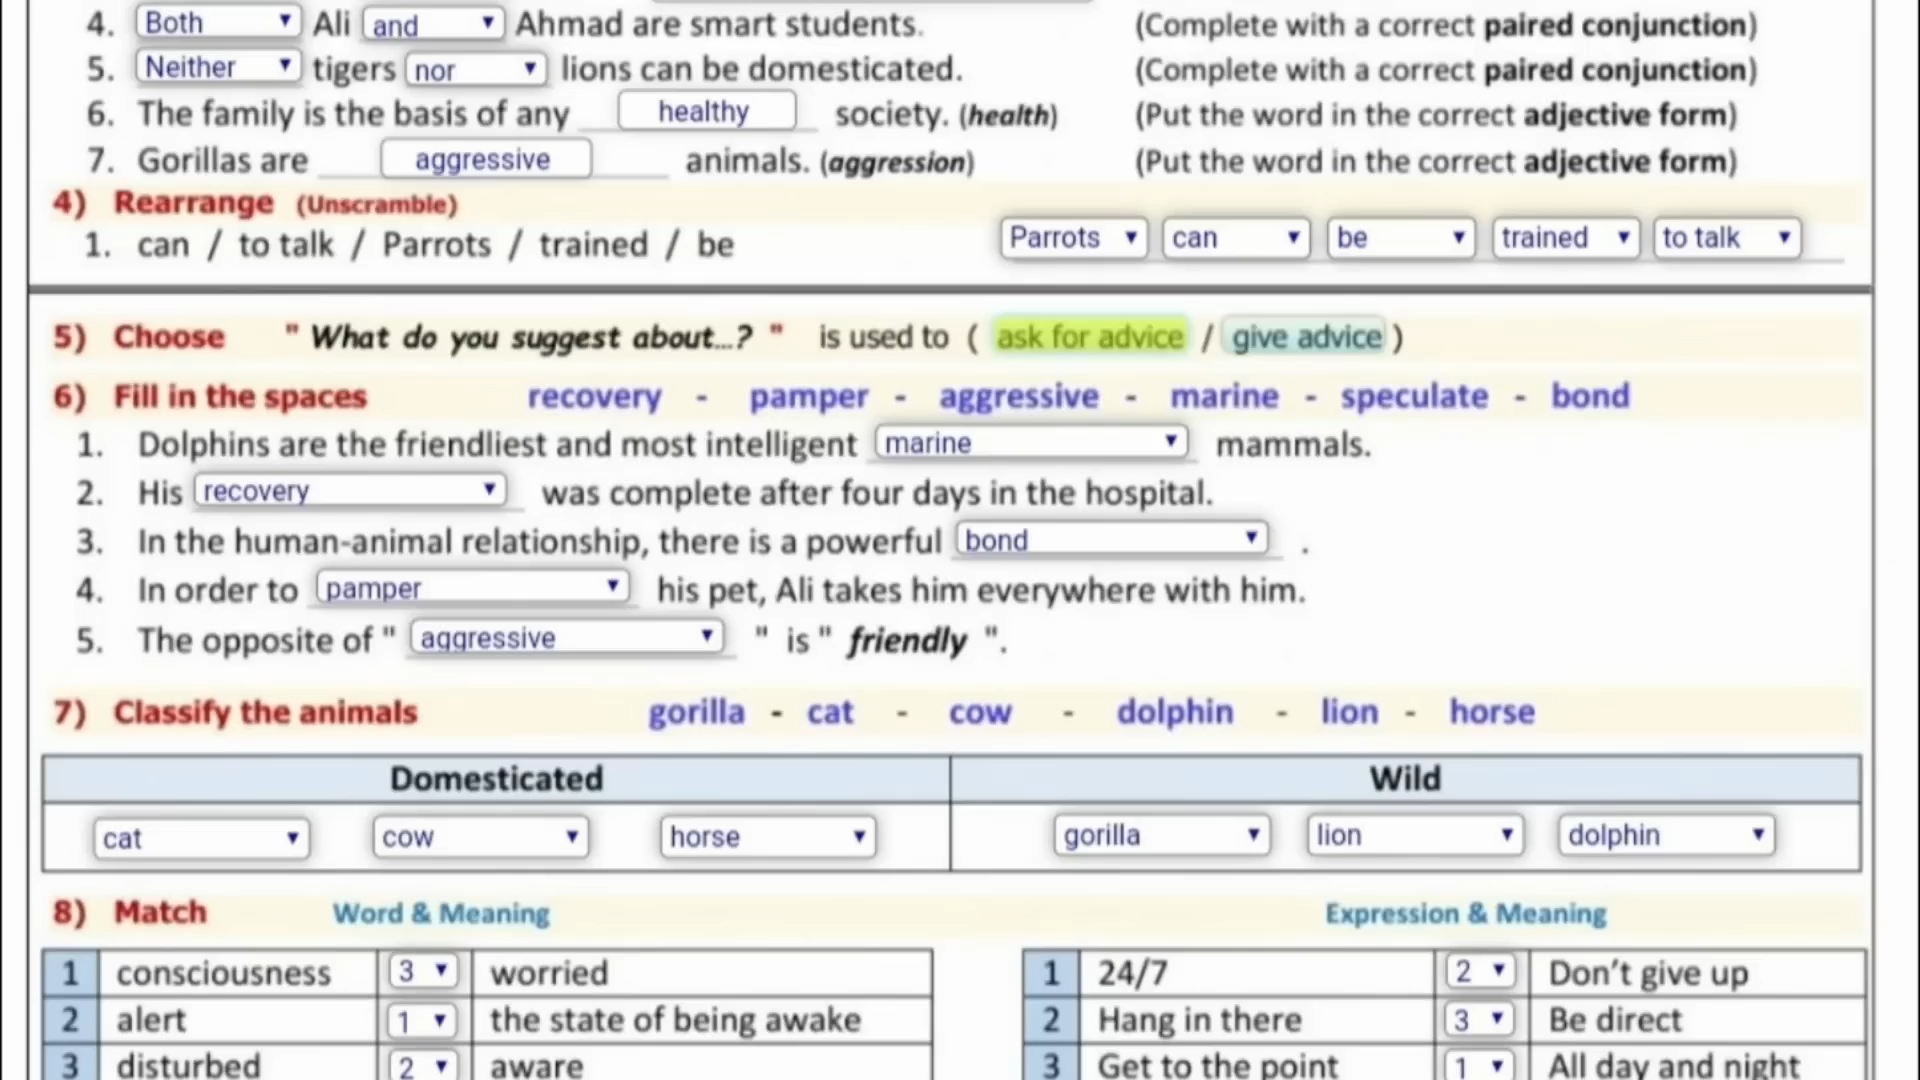 4. Both Ali and Ahmad are smart students. (Complete with a correct paired conjunction)
5. Neither tigers nor lions can be domesticated. (Complete with a correct paired conjunction)
6. The family is the basis of any healthy society. (health) (Put the word in the correct adjective form)
7. Gorillas are aggressive animals. (aggression) (Put the word in the correct adjective form)
4) Rearrange (Unscramble)
1. can / to talk / Parrots / trained / be Parrots can be trained to talk
5) Choose " What do you suggest about...? " is used to ( ask for advice / give advice )
6) Fill in the spaces recovery - pamper - aggressive - marine - speculate - bond
1. Dolphins are the friendliest and most intelligent marine mammals.
2. His recovery was complete after four days in the hospital.
3. In the human-animal relationship, there is a powerful bond .
4. In order to pamper his pet, Ali takes him everywhere with him.
5. The opposite of " aggressive " is " friendly ".
7) Classify the animals gorilla - cat - cow - dolphin - lion - horse
Domesticated Wild
cat cow horse gorilla lion dolphin
8) Match Word & Meaning Expression & Meaning
1 consciousness 3 worried 1 24/7 2 Don't give up
2 alert 1 the state of being awake 2 Hang in there 3 Be direct
3 disturbed 2 aware 3 Get to the point 1 All day and night